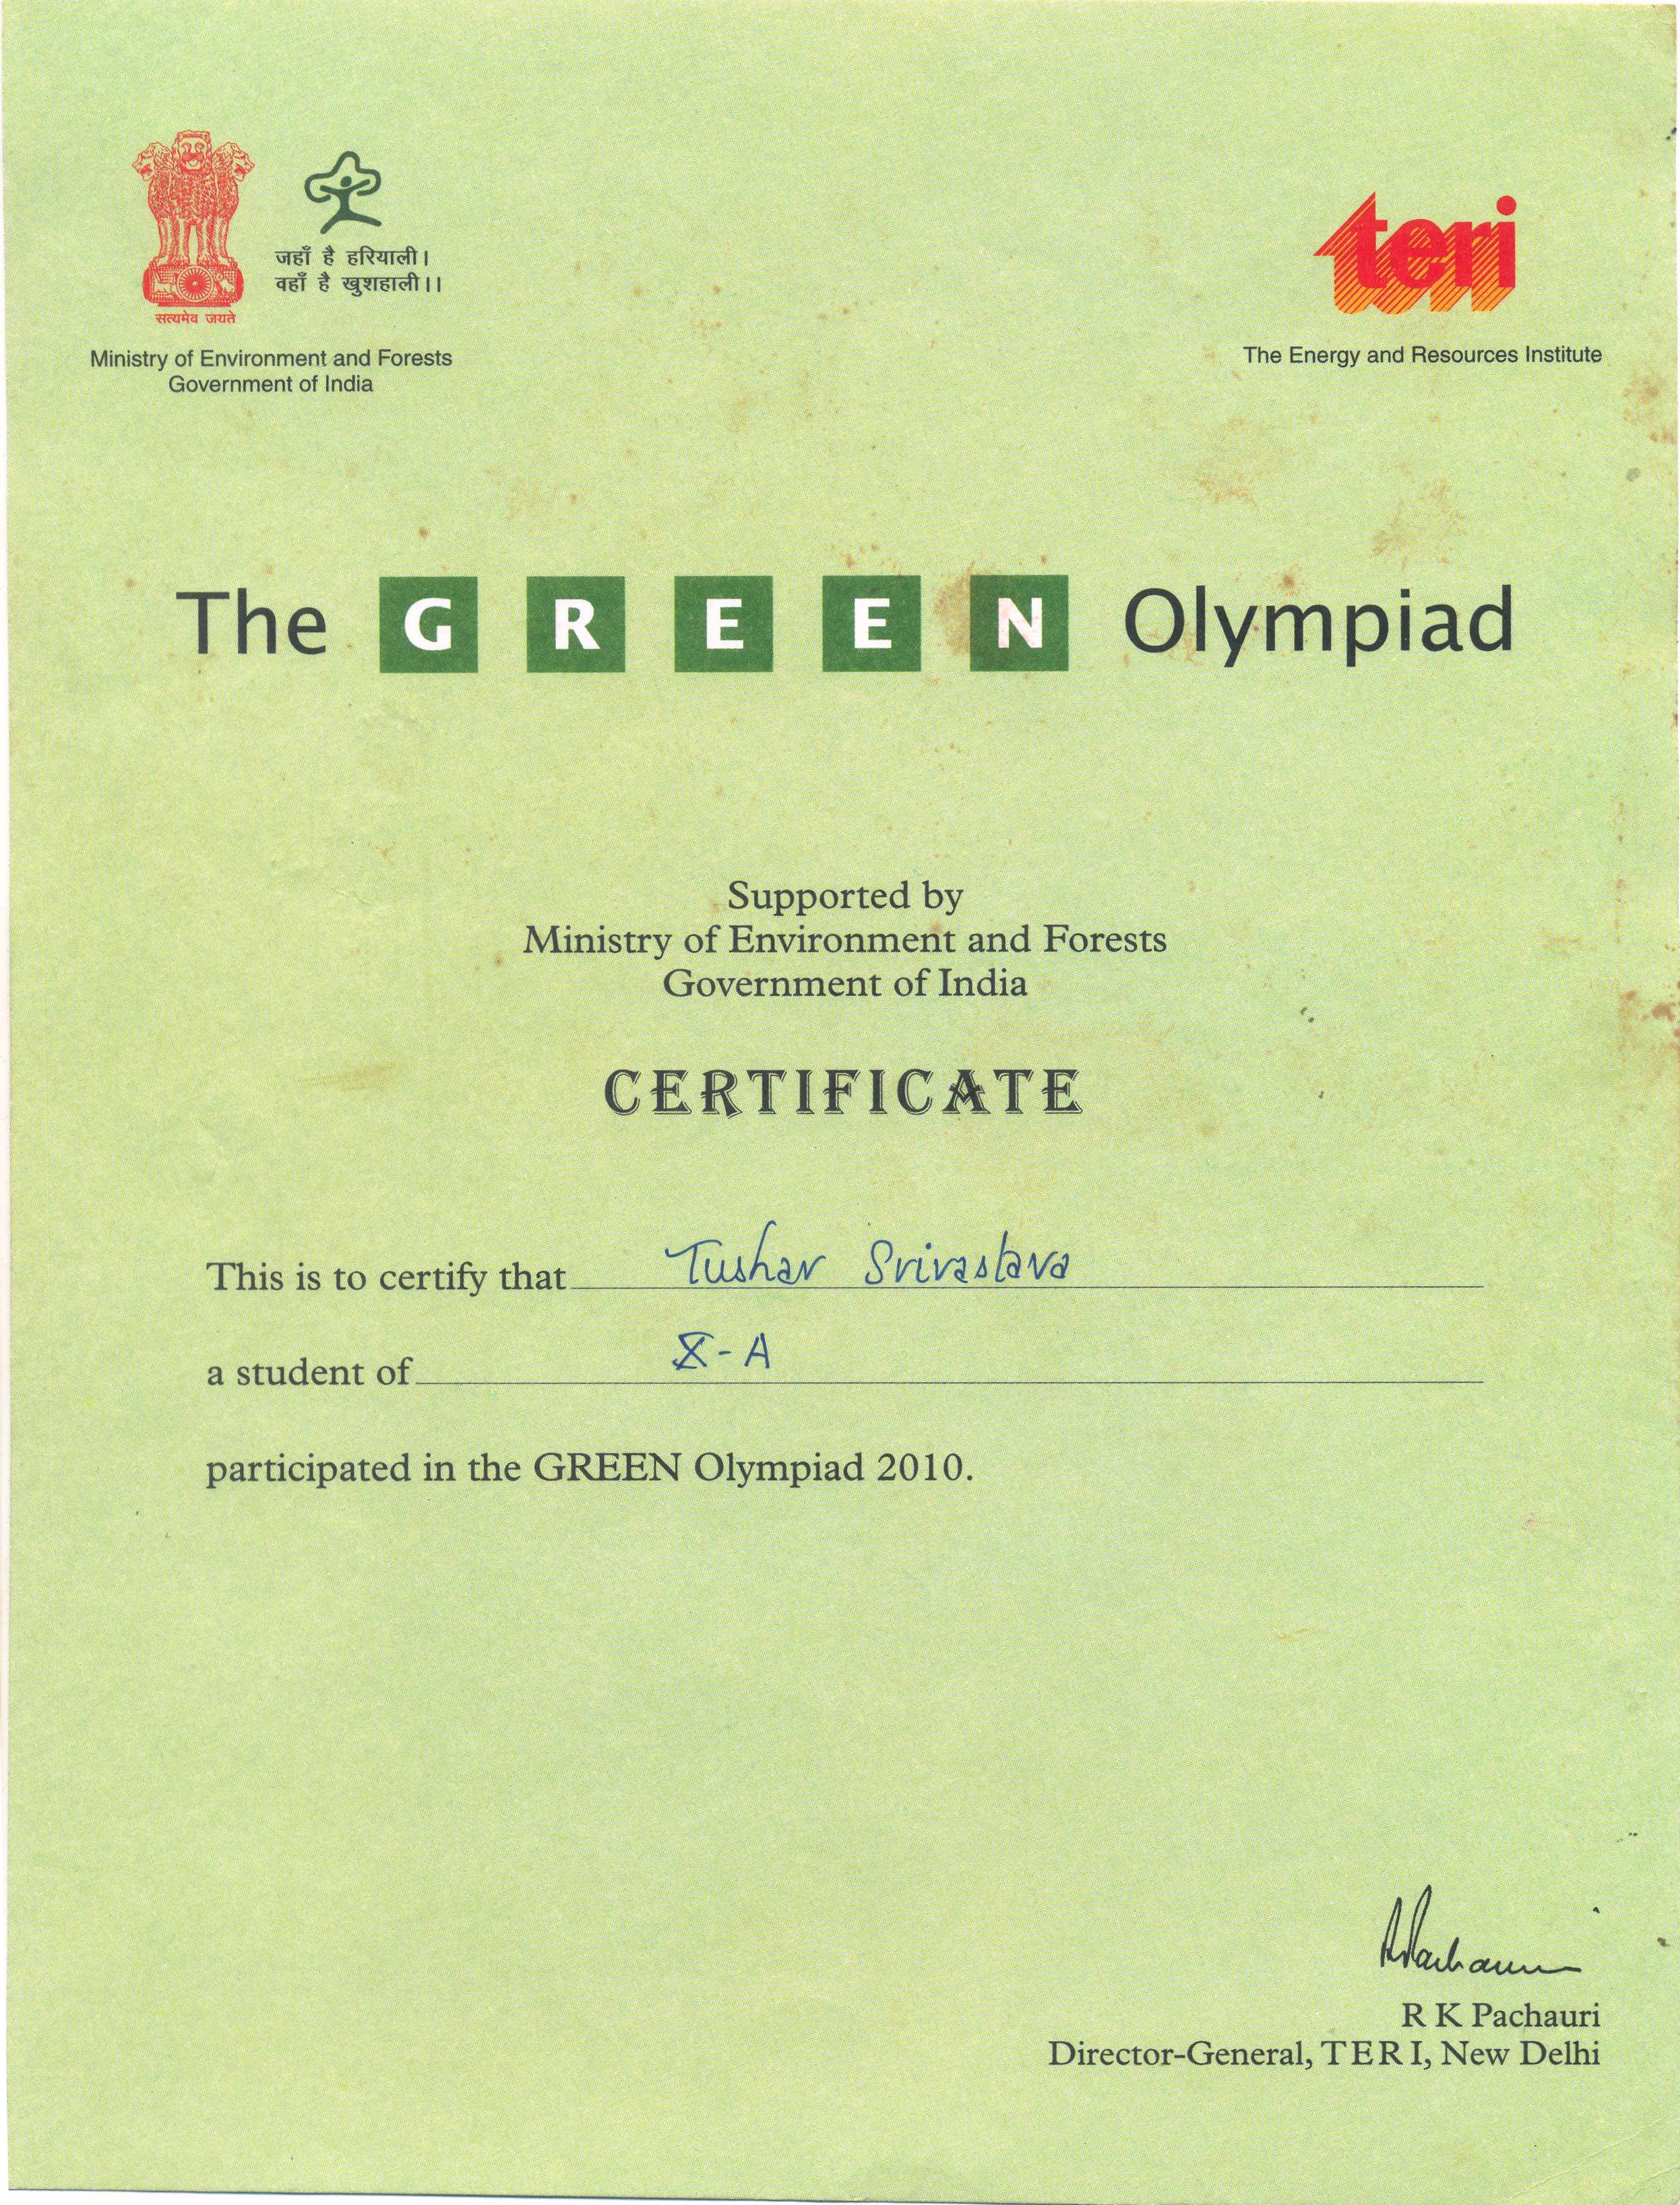 सत्यमेव जयते
जहाँ है हरियाली।
वहाँ है खुशहाली।।
Ministry of Environment and Forests
Government of India
teri
The Energy and Resources Institute
The GREEN Olympiad
Supported by
Ministry of Environment and Forests
Government of India
CERTIFICATE
This is to certify that Tushar Srivastava
a student of X-A
participated in the GREEN Olympiad 2010.
RKPachauri
R K Pachauri
Director-General, TERI, New Delhi